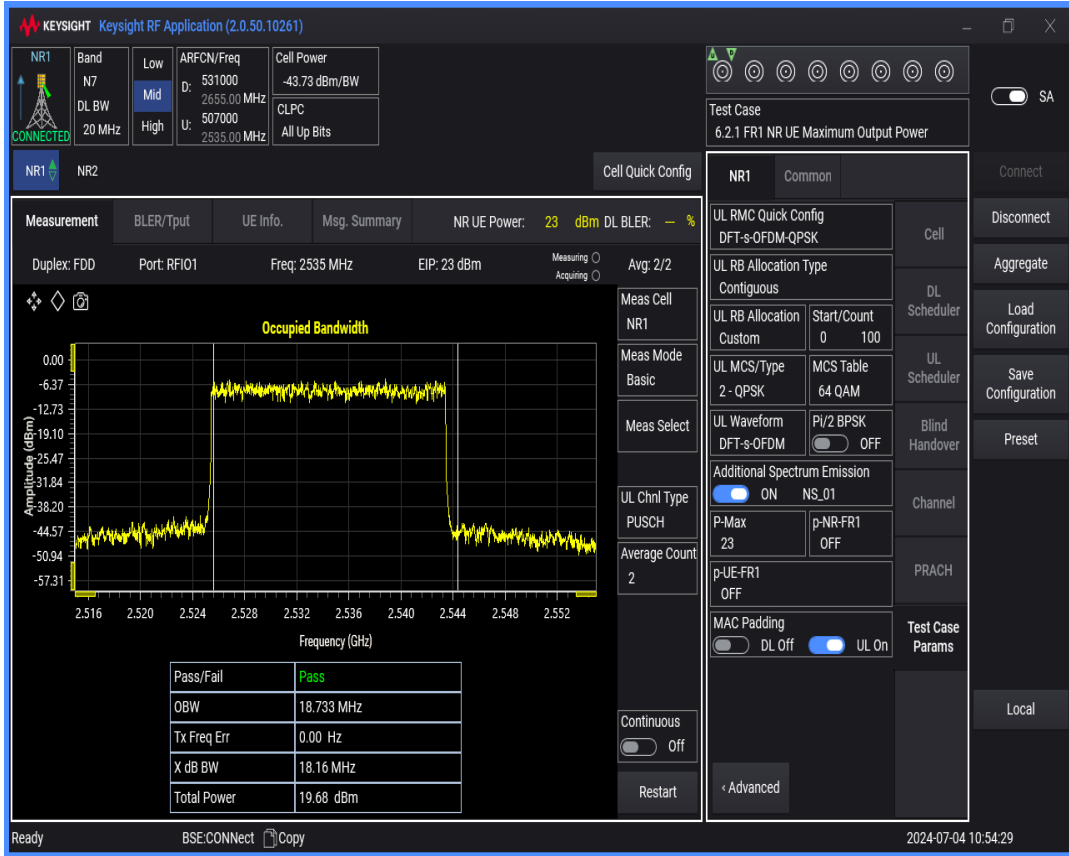 KEYSIGHT Keysight RF Application (2.0.50.10261)
NR1
CONNECTED
Band
N7
DL BW
20 MHz
Low
Mid
High
ARFCN/Freq
D: 531000
2655.00 MHz
U: 507000
2535.00 MHz
Cell Power
-43.73 dBm/BW
CLPC
All Up Bits
Test Case
6.2.1 FR1 NR UE Maximum Output Power
SA
NR1 NR2 Cell Quick Config
Measurement BLER/Tput UE Info. Msg. Summary NR UE Power: 23 dBm DL BLER: -- %
Duplex: FDD Port: RFIO1 Freq: 2535 MHz EIP: 23 dBm Measuring Avg: 2/2
Acquiring
Occupied Bandwidth
Amplitude (dBm)
0.00
-6.37
-12.73
-19.10
-25.47
-31.84
-38.20
-44.57
-50.94
-57.31
2.516 2.520 2.524 2.528 2.532 2.536 2.540 2.544 2.548 2.552
Frequency (GHz)
Pass/Fail Pass
OBW 18.733 MHz
Tx Freq Err 0.00 Hz
X dB BW 18.16 MHz
Total Power 19.68 dBm
Meas Cell
NR1
Meas Mode
Basic
Meas Select
UL Chnl Type
PUSCH
Average Count
2
Continuous
Off
Restart
NR1 Common
UL RMC Quick Config
DFT-s-OFDM-QPSK
UL RB Allocation Type
Contiguous
UL RB Allocation
Custom
Start/Count
0 100
UL MCS/Type
2 - QPSK
MCS Table
64 QAM
UL Waveform
DFT-s-OFDM
Pi/2 BPSK
OFF
Additional Spectrum Emission
ON NS_01
P-Max
23
p-NR-FR1
OFF
p-UE-FR1
OFF
MAC Padding
DL Off UL On
‹ Advanced
Cell
DL
Scheduler
UL
Scheduler
Blind
Handover
Channel
PRACH
Test Case
Params
Connect
Disconnect
Aggregate
Load
Configuration
Save
Configuration
Preset
Local
Ready BSE:CONNect Copy 2024-07-04 10:54:29